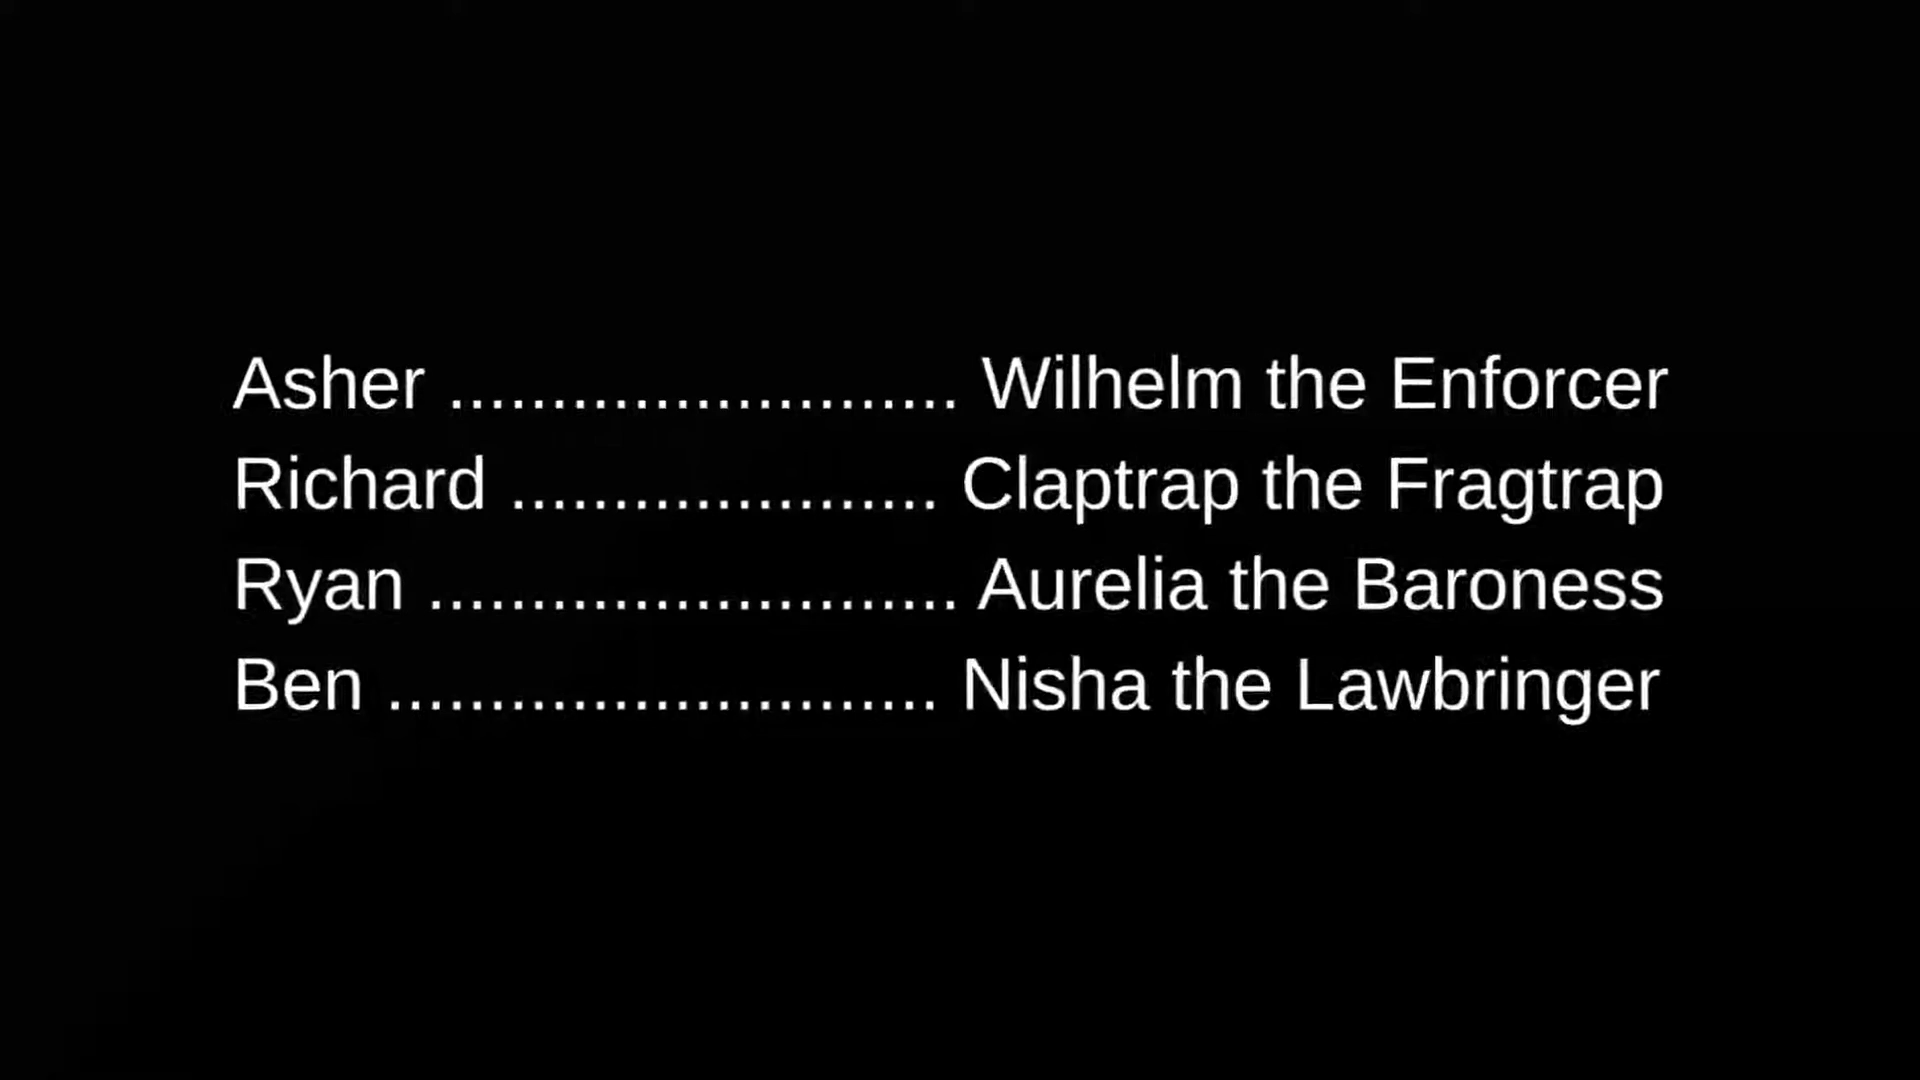 Asher ......................... Wilhelm the Enforcer
Richard ..................... Claptrap the Fragtrap
Ryan .......................... Aurelia the Baroness
Ben ........................... Nisha the Lawbringer